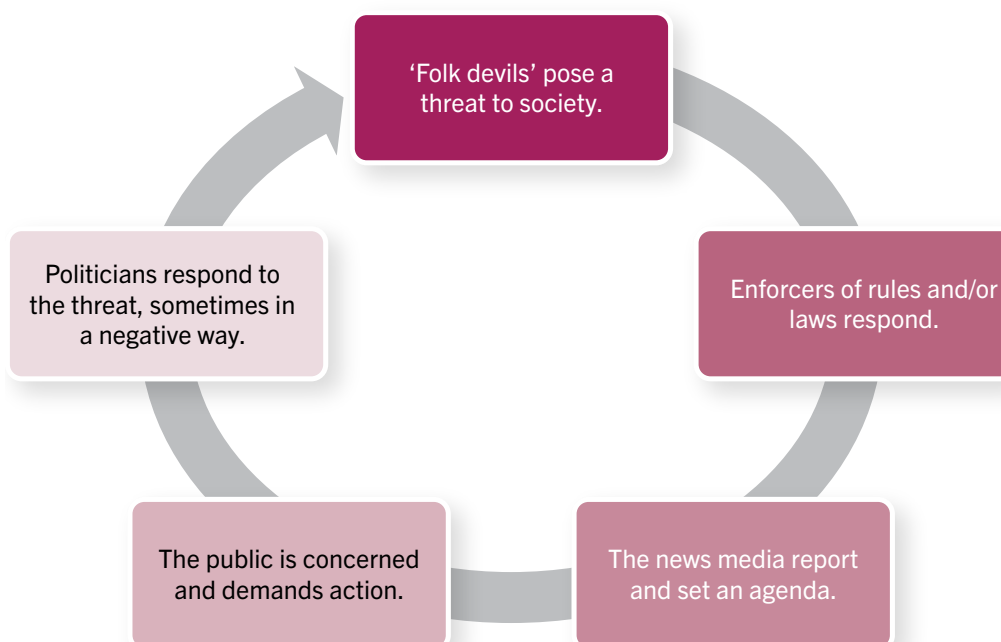 ‘Folk devils’ pose a
threat to society.
Enforcers of rules and/or
laws respond.
The news media report
and set an agenda.
The public is concerned
and demands action.
Politicians respond to
the threat, sometimes in
a negative way.